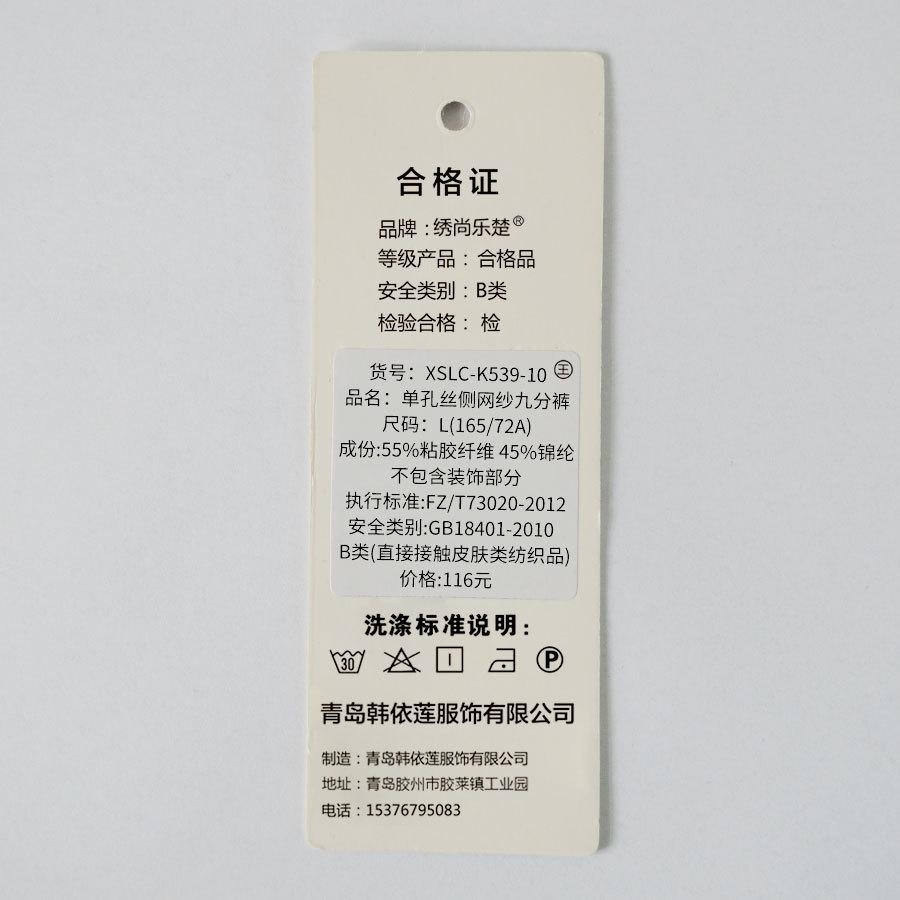 合格证
品牌：绣尚乐楚®
等级产品：合格品
安全类别：B类
检验合格：检
货号：XSLC-K539-10 王
品名：单孔丝侧网纱九分裤
尺码：L(165/72A)
成份:55%粘胶纤维 45%锦纶
不包含装饰部分
执行标准:FZ/T73020-2012
安全类别:GB18401-2010
B类(直接接触皮肤类纺织品)
价格:116元
洗涤标准说明：
30 P
青岛韩依莲服饰有限公司
制造：青岛韩依莲服饰有限公司
地址：青岛胶州市胶莱镇工业园
电话：15376795083